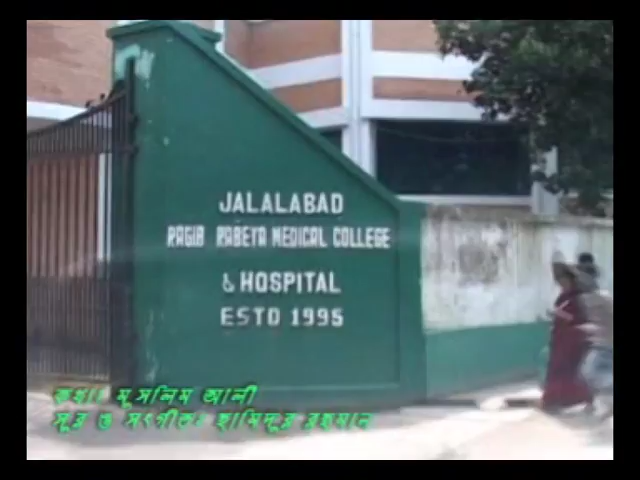 JALALABAD
RAGIB RABEYA MEDICAL COLLEGE
& HOSPITAL
ESTD 1995
কথাঃ মুসলিম আলী
সুর ও সংগীতঃ হামিদুর রহমান